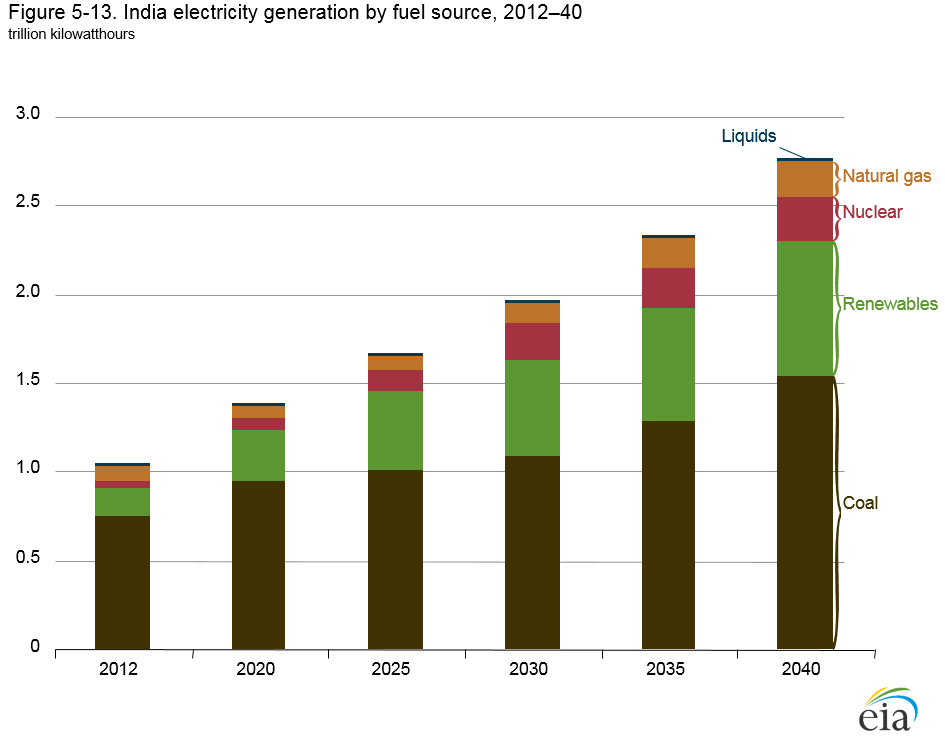 Figure 5-13. India electricity generation by fuel source, 2012–40
trillion kilowatthours
3.0
Liquids
Natural gas
2.5
Nuclear
2.0
Renewables
1.5
1.0
Coal
0.5
0
2012 2020 2025 2030 2035 2040
eia